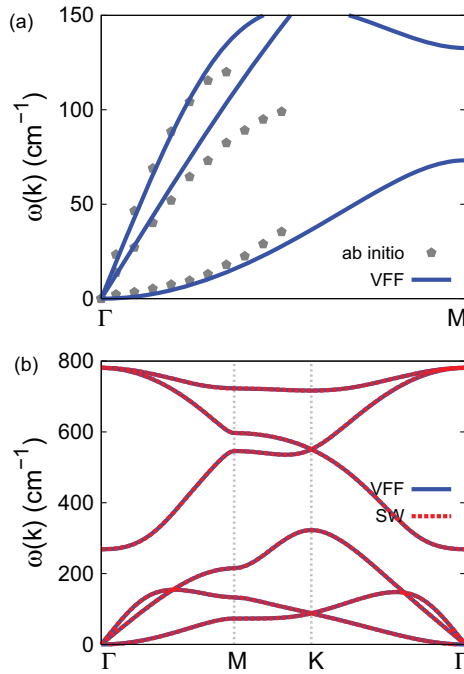 (a)
150
100
50
0
ω(k) (cm⁻¹)
ab initio
VFF
Γ
M
(b)
800
600
400
200
0
ω(k) (cm⁻¹)
VFF
SW
Γ
M
K
Γ